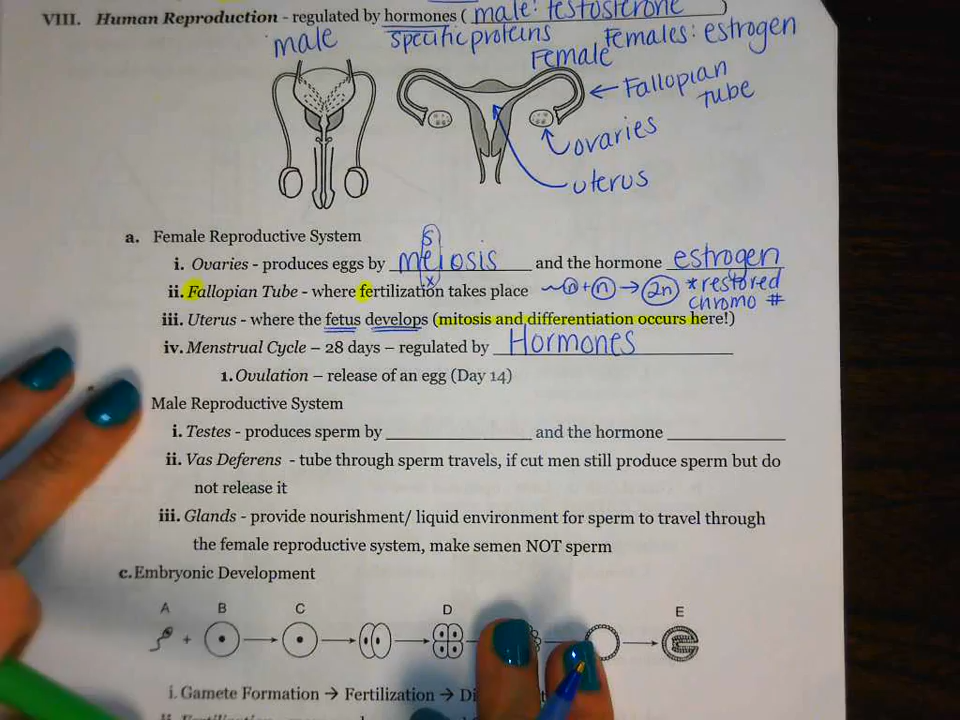 VIII. Human Reproduction - regulated by hormones ( male: testosterone )
male specific proteins Females: estrogen
Female
← Fallopian Tube
ovaries
uterus
a. Female Reproductive System
s
i. Ovaries - produces eggs by meiosis and the hormone estrogen
x
ii. Fallopian Tube - where fertilization takes place n + n → 2n *restored chromo #
iii. Uterus - where the fetus develops (mitosis and differentiation occurs here!)
iv. Menstrual Cycle – 28 days – regulated by Hormones
1. Ovulation – release of an egg (Day 14)
Male Reproductive System
i. Testes - produces sperm by ______ and the hormone ______
ii. Vas Deferens - tube through sperm travels, if cut men still produce sperm but do
not release it
iii. Glands - provide nourishment/ liquid environment for sperm to travel through
the female reproductive system, make semen NOT sperm
c. Embryonic Development
A B C D E
+
i. Gamete Formation → Fertilization →